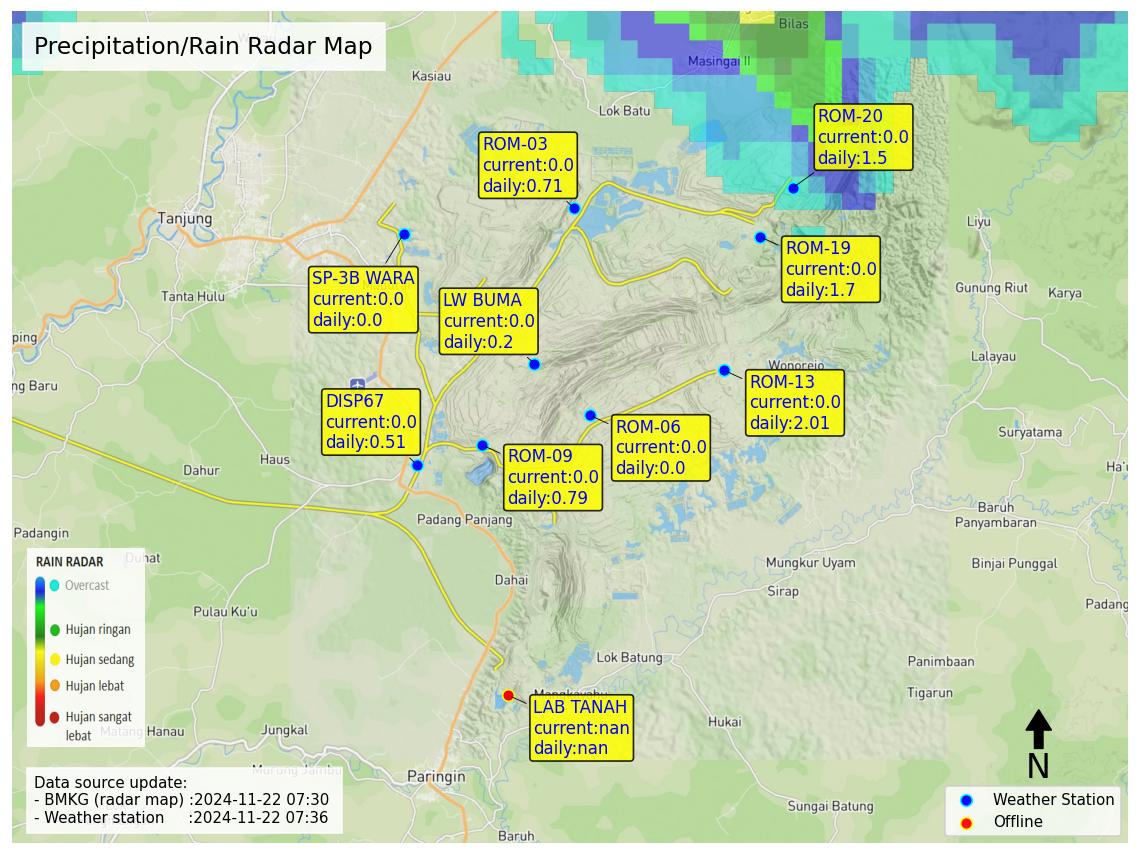 Precipitation/Rain Radar Map
Bilas
Masingai II
Kasiau
Lok Batu
ROM-20
current:0.0
daily:1.5
ROM-03
current:0.0
daily:0.71
Tanjung
Liyu
ROM-19
current:0.0
daily:1.7
SP-3B WARA
current:0.0
daily:0.0
Tanta Hulu
LW BUMA
current:0.0
daily:0.2
Gunung Riut
Karya
ping
Lalayau
ng Baru
Wonorejo
ROM-13
current:0.0
daily:2.01
DISP67
current:0.0
daily:0.51
ROM-06
current:0.0
daily:0.0
Suryatama
ROM-09
current:0.0
daily:0.79
Haus
Dahur
Ha'u
Padang Panjang
Baruh
Panyambaran
Padangin
Duhat
Mungkur Uyam
Binjai Punggal
Dahai
Sirap
Padang
Pulau Ku'u
RAIN RADAR
Overcast
Hujan ringan
Hujan sedang
Hujan lebat
Hujan sangat
lebat
Lok Batung
Panimbaan
Tigarun
Mangkayahu
LAB TANAH
current:nan
daily:nan
Matang Hanau
Jungkal
Hukai
Murung Jambu
Paringin
N
Data source update:
- BMKG (radar map) :2024-11-22 07:30
- Weather station :2024-11-22 07:36
Sungai Batung
Baruh
Weather Station
Offline